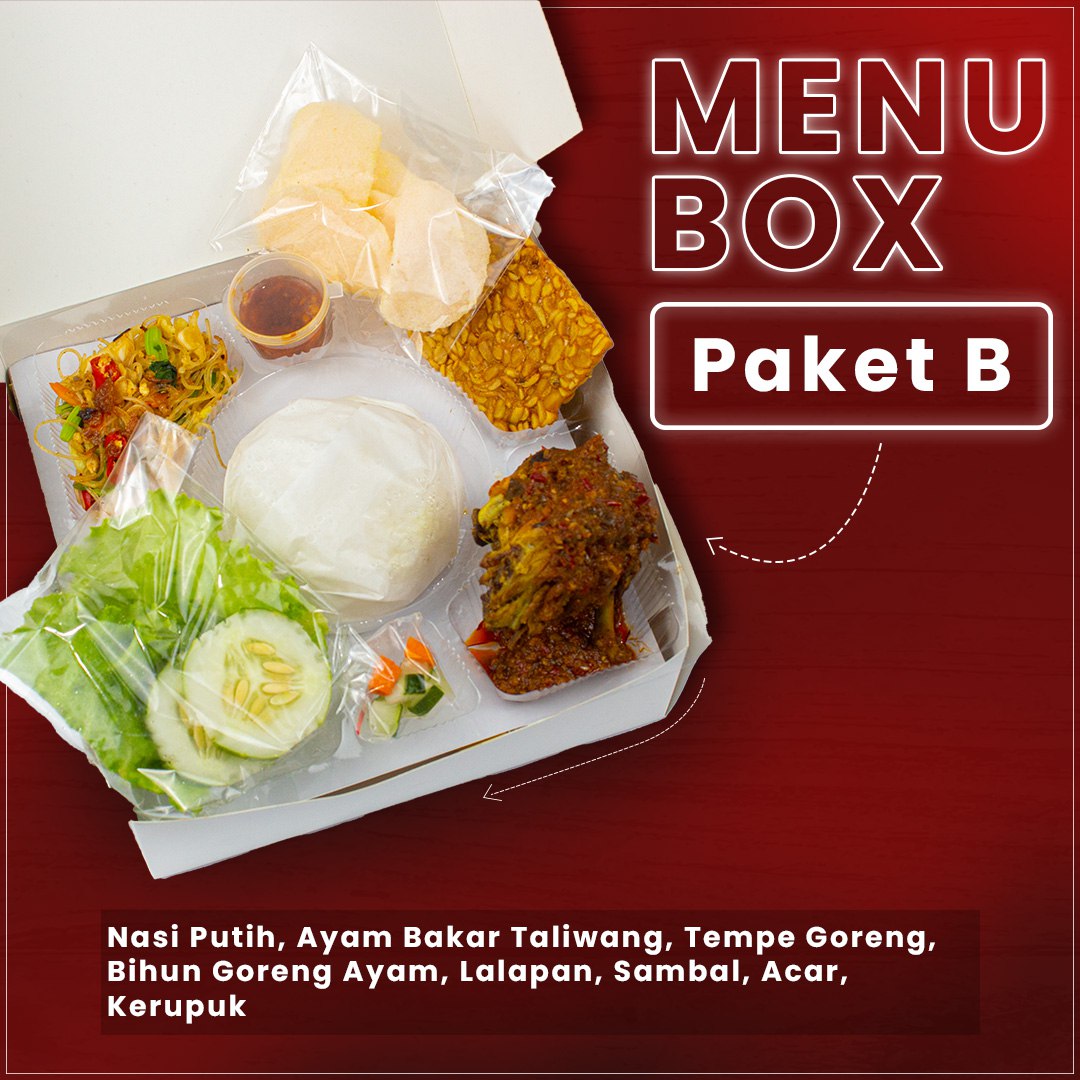 MENU
BOX
Paket B
Nasi Putih, Ayam Bakar Taliwang, Tempe Goreng,
Bihun Goreng Ayam, Lalapan, Sambal, Acar,
Kerupuk